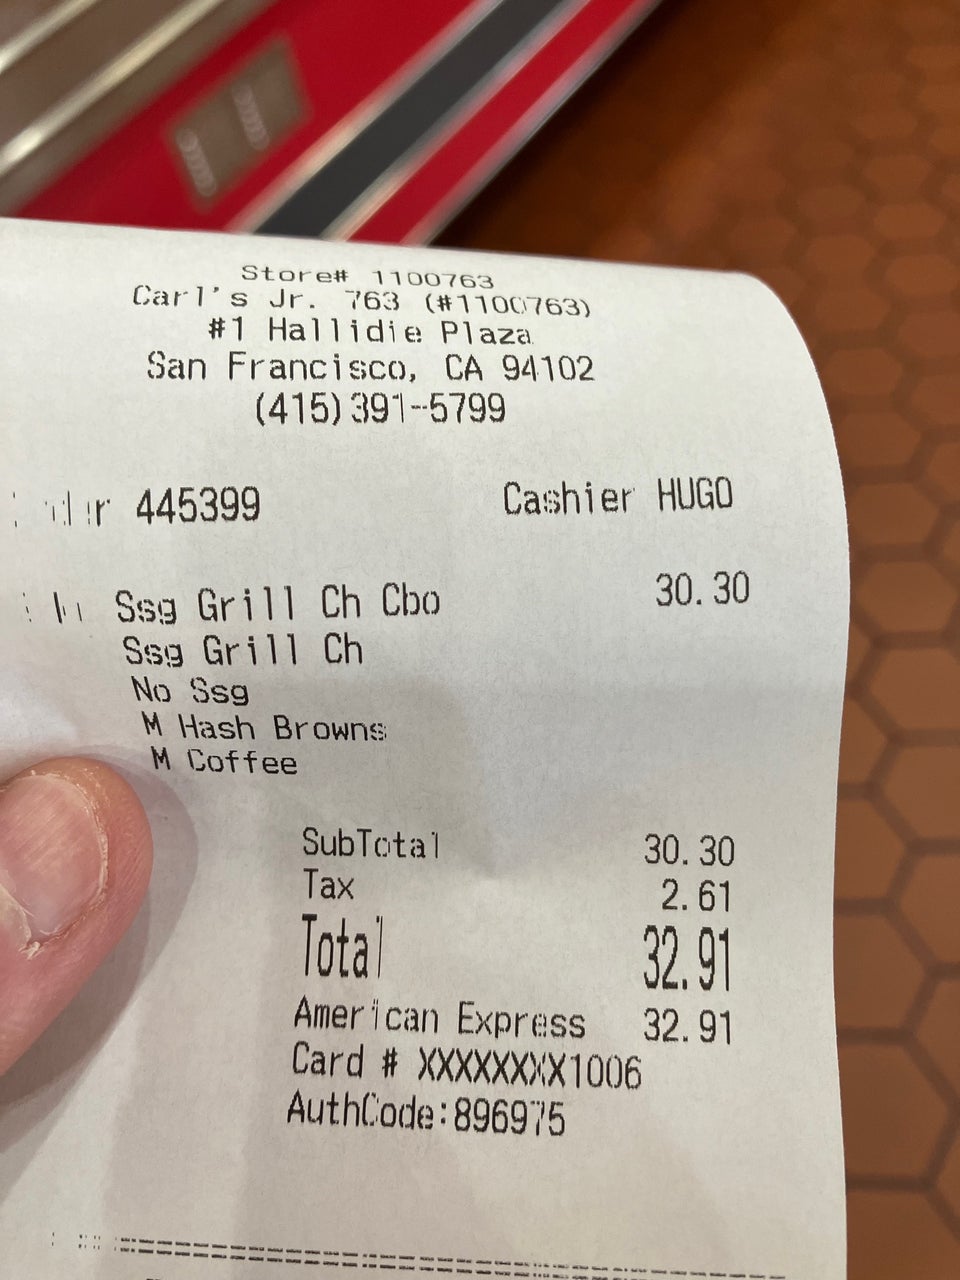 Store# 1100763
Carl's Jr. 763 (#1100763)
#1 Hallidie Plaza
San Francisco, CA 94102
(415)391-5799
445399 Cashier HUGO
Ssg Grill Ch Cbo 30.30
Ssg Grill Ch
No Ssg
M Hash Browns
M Coffee
SubTotal 30.30
Tax 2.61
Total 32.91
American Express 32.91
Card # XXXXXXXX1006
AuthCode:896975